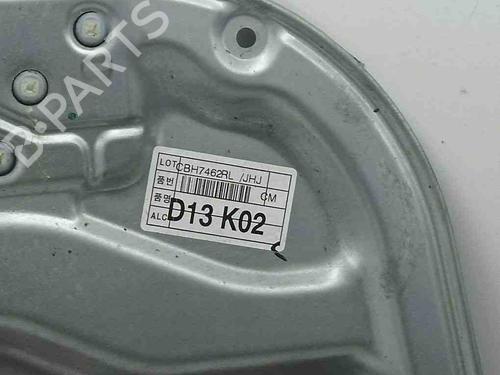 B-PARTS
LOT CBH7462RL /JHJ
품번
CM
품명
ALC D13 K02